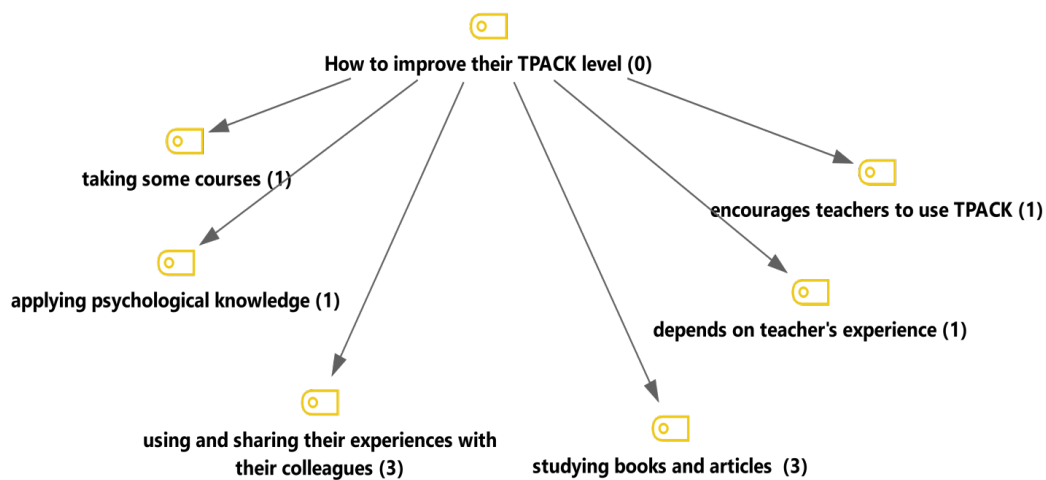 How to improve their TPACK level (0)
taking some courses (1)
encourages teachers to use TPACK (1)
applying psychological knowledge (1)
depends on teacher's experience (1)
using and sharing their experiences with
their colleagues (3)
studying books and articles (3)